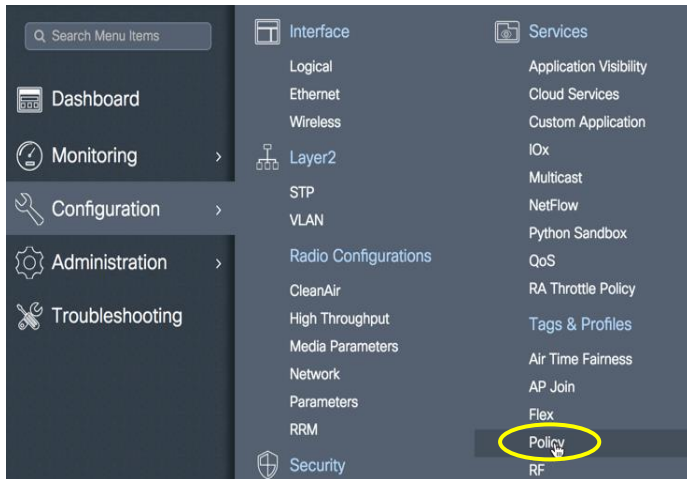 Search Menu Items
Dashboard
Monitoring
Configuration
Administration
Troubleshooting
Interface
Logical
Ethernet
Wireless
Layer2
STP
VLAN
Radio Configurations
CleanAir
High Throughput
Media Parameters
Network
Parameters
RRM
Security
Services
Application Visibility
Cloud Services
Custom Application
IOx
Multicast
NetFlow
Python Sandbox
QoS
RA Throttle Policy
Tags & Profiles
Air Time Fairness
AP Join
Flex
Policy
RF